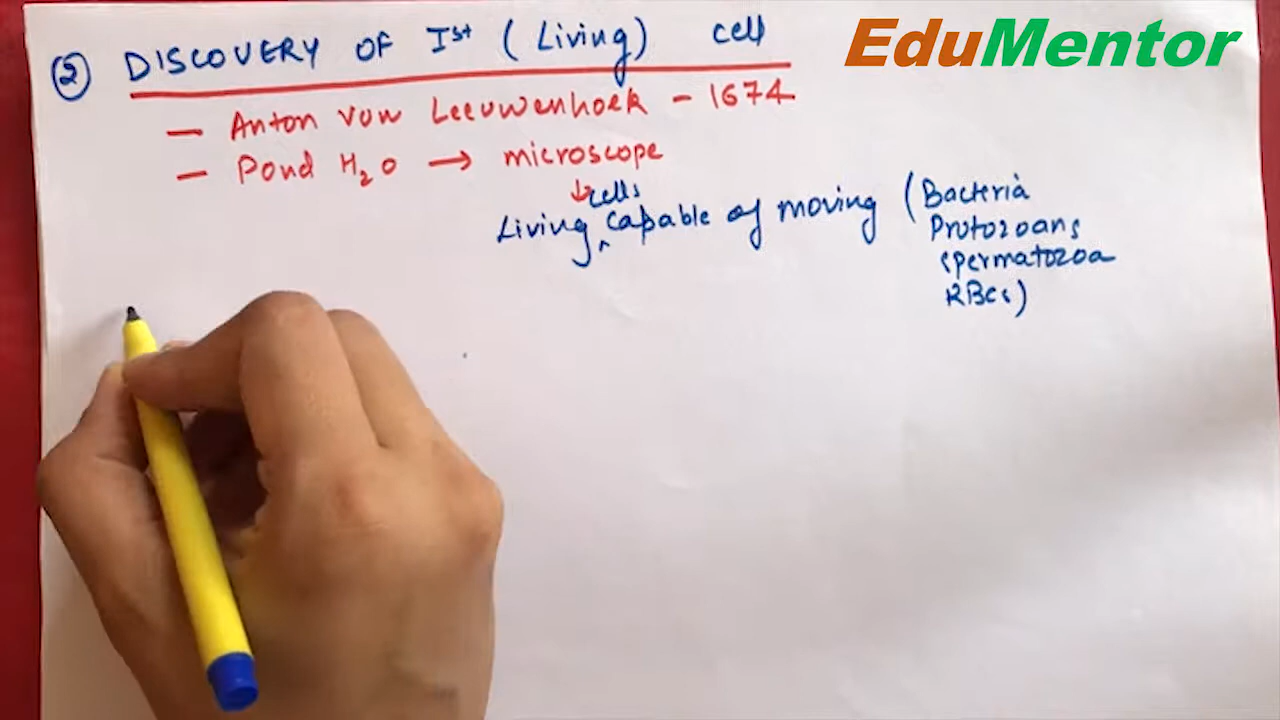 ② DISCOVERY OF Ist (Living) cell
EduMentor
— Anton von Leeuwenhoek - 1674
— Pond H₂O → microscope
↓ cells
Living ^ capable of moving (Bacteria
Protozoans
spermatozoa
RBCs)